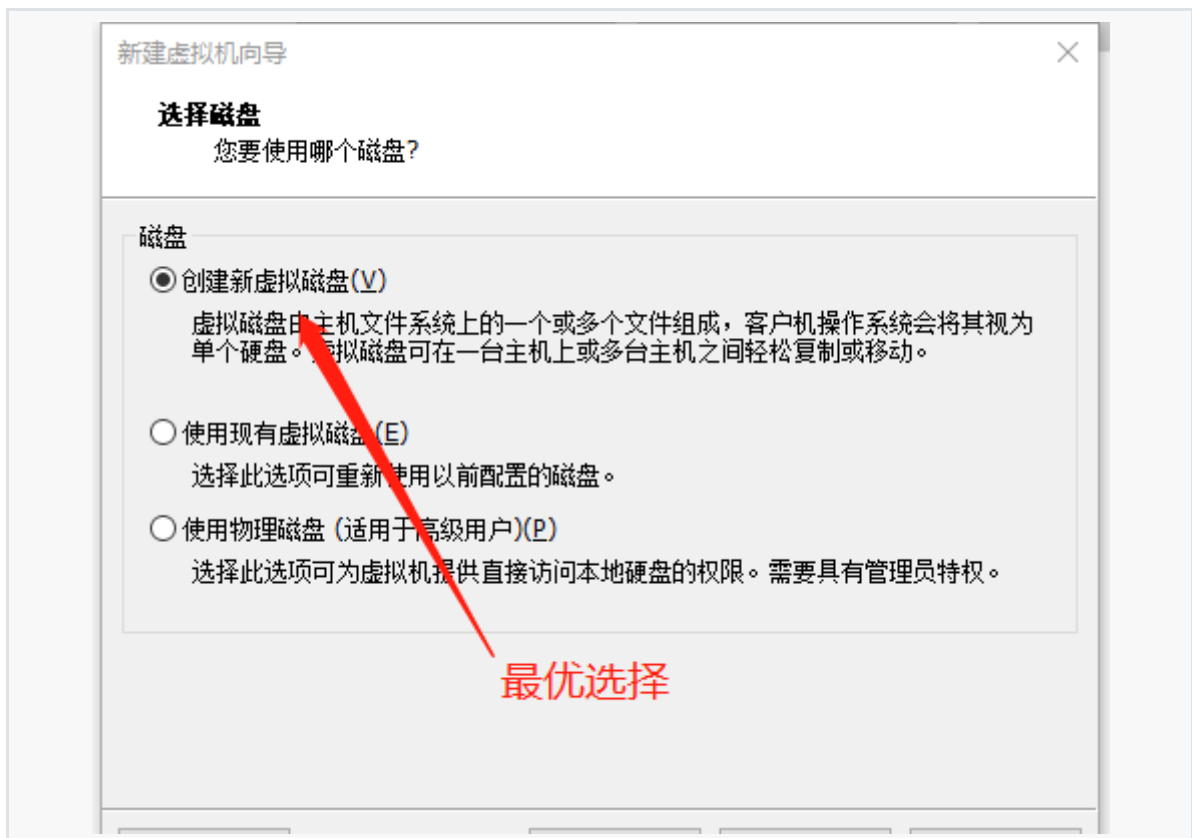 新建虚拟机向导
选择磁盘
您要使用哪个磁盘?
磁盘
创建新虚拟磁盘(V)
虚拟磁盘由主机文件系统上的一个或多个文件组成，客户机操作系统会将其视为
单个硬盘。虚拟磁盘可在一台主机上或多台主机之间轻松复制或移动。
使用现有虚拟磁盘(E)
选择此选项可重新使用以前配置的磁盘。
使用物理磁盘 (适用于高级用户)(P)
选择此选项可为虚拟机提供直接访问本地硬盘的权限。需要具有管理员特权。
最优选择